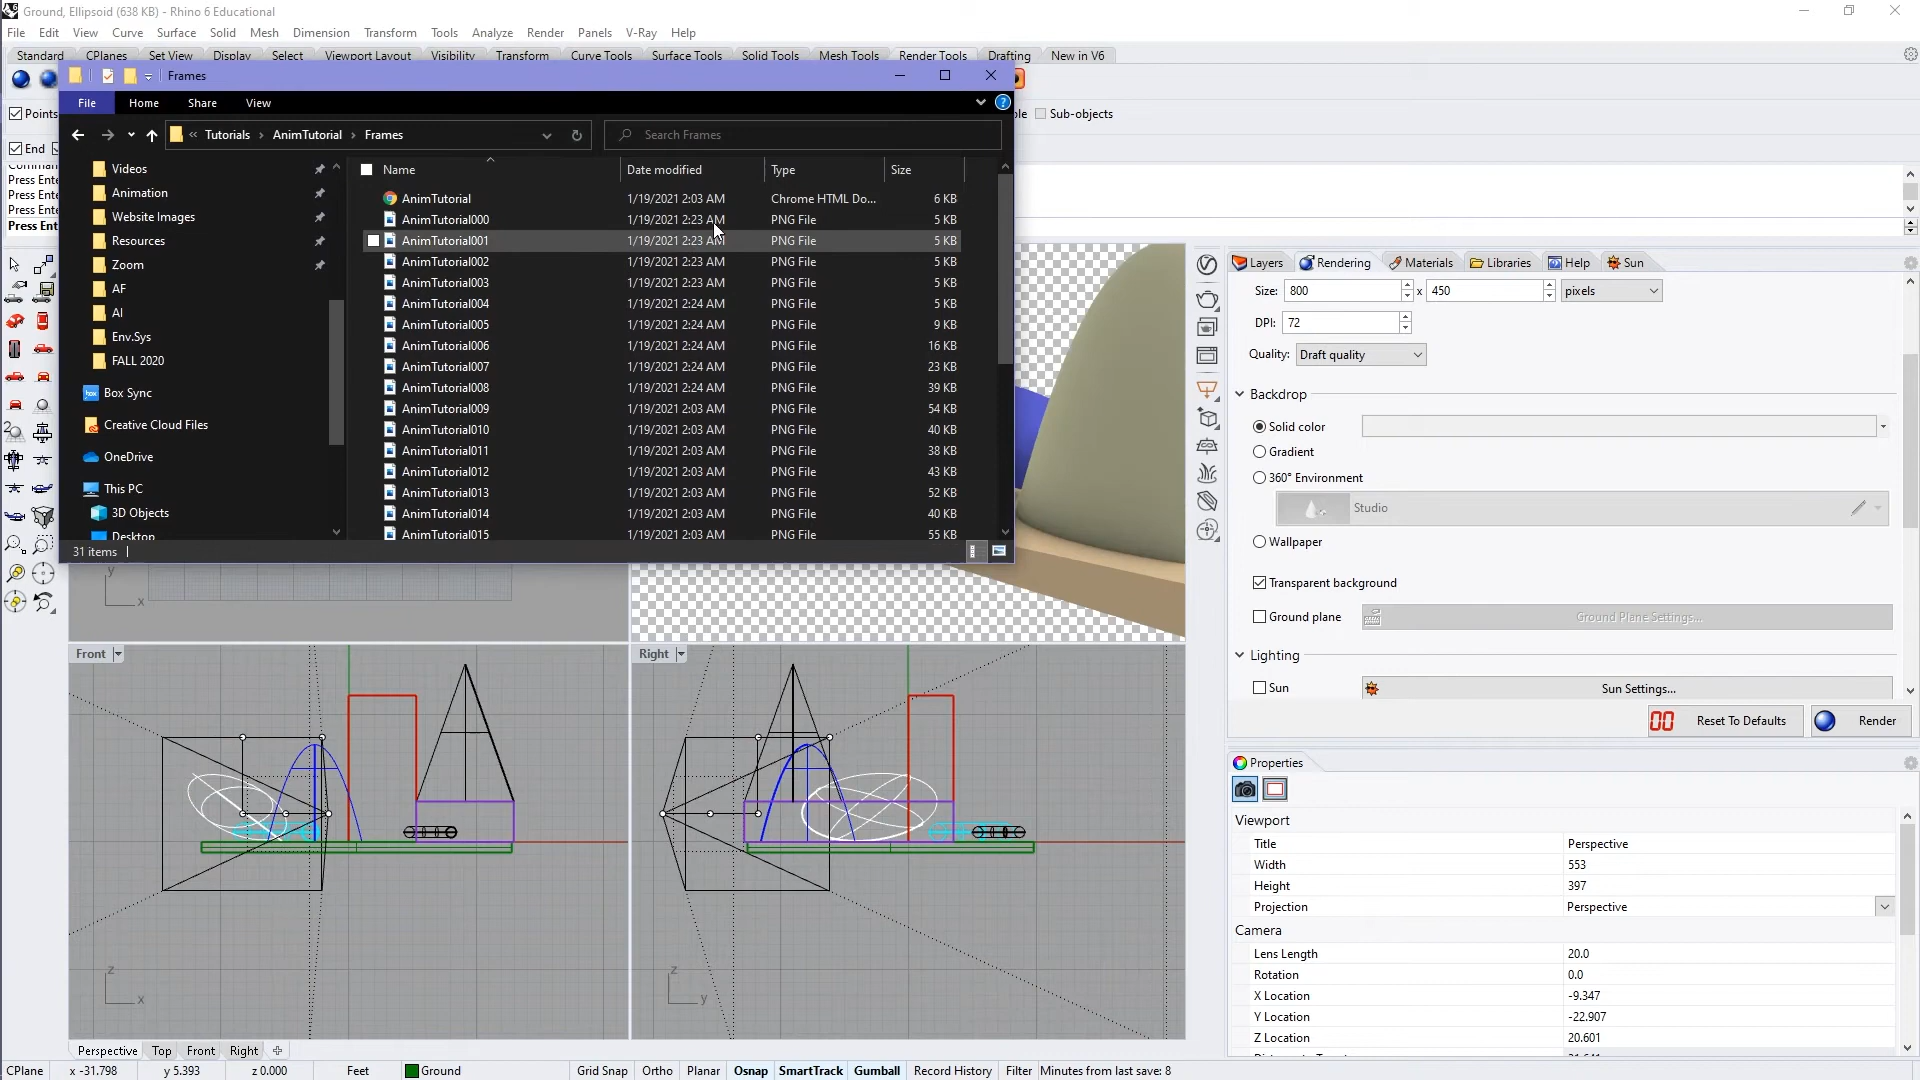 Ground, Ellipsoid (638 KB) - Rhino 6 Educational
File Edit View Curve Surface Solid Mesh Dimension Transform Tools Analyze Render Panels V-Ray Help
Standard CPlanes Set View Display Select Viewport Layout Visibility Transform Curve Tools Surface Tools Solid Tools Mesh Tools Render Tools Drafting New in V6
Frames
File Home Share View
Points
Sub-objects
« Tutorials › AnimTutorial › Frames
Search Frames
End
Press Ente
Press Ente
Press Ente
Press Ent
Videos
Animation
Website Images
Resources
Zoom
AF
AI
Env.Sys
FALL 2020
Box Sync
Creative Cloud Files
OneDrive
This PC
3D Objects
Desktop
Name Date modified Type Size
AnimTutorial 1/19/2021 2:03 AM Chrome HTML Do... 6 KB
AnimTutorial000 1/19/2021 2:23 AM PNG File 5 KB
AnimTutorial001 1/19/2021 2:23 AM PNG File 5 KB
AnimTutorial002 1/19/2021 2:23 AM PNG File 5 KB
AnimTutorial003 1/19/2021 2:23 AM PNG File 5 KB
AnimTutorial004 1/19/2021 2:24 AM PNG File 5 KB
AnimTutorial005 1/19/2021 2:24 AM PNG File 9 KB
AnimTutorial006 1/19/2021 2:24 AM PNG File 16 KB
AnimTutorial007 1/19/2021 2:24 AM PNG File 23 KB
AnimTutorial008 1/19/2021 2:24 AM PNG File 39 KB
AnimTutorial009 1/19/2021 2:03 AM PNG File 54 KB
AnimTutorial010 1/19/2021 2:03 AM PNG File 40 KB
AnimTutorial011 1/19/2021 2:03 AM PNG File 38 KB
AnimTutorial012 1/19/2021 2:03 AM PNG File 43 KB
AnimTutorial013 1/19/2021 2:03 AM PNG File 52 KB
AnimTutorial014 1/19/2021 2:03 AM PNG File 40 KB
AnimTutorial015 1/19/2021 2:03 AM PNG File 55 KB
31 items
Layers Rendering Materials Libraries Help Sun
Size: 800 x 450 pixels
DPI: 72
Quality: Draft quality
Backdrop
Solid color
Gradient
360° Environment
Studio
Wallpaper
Transparent background
Ground plane Ground Plane Settings...
Lighting
Sun Sun Settings...
Reset To Defaults Render
Properties
Viewport
Title Perspective
Width 553
Height 397
Projection Perspective
Camera
Lens Length 20.0
Rotation 0.0
X Location -9.347
Y Location -22.907
Z Location 20.601
y
x
Front
z
x
Right
z
y
Perspective Top Front Right
CPlane x -31.798 y 5.393 z 0.000 Feet Ground Grid Snap Ortho Planar Osnap SmartTrack Gumball Record History Filter Minutes from last save: 8